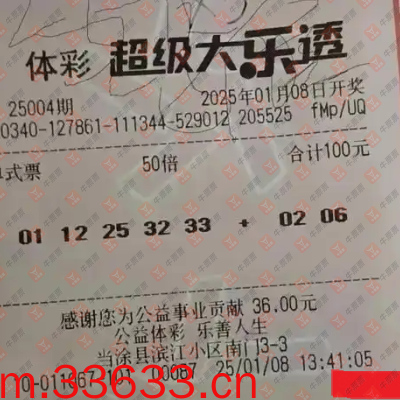 体彩 超级大乐透
25004期 2025年01月08日开奖
0340-127861-111344-529012 205525 fMp/UQ
式票 50倍 合计100元
01 12 25 32 33 + 02 06
感谢您为公益事业贡献 36.00元
公益体彩 乐善人生
当涂县滨江小区南门3-3
25/01/08 13:41:05
m.33633.cn